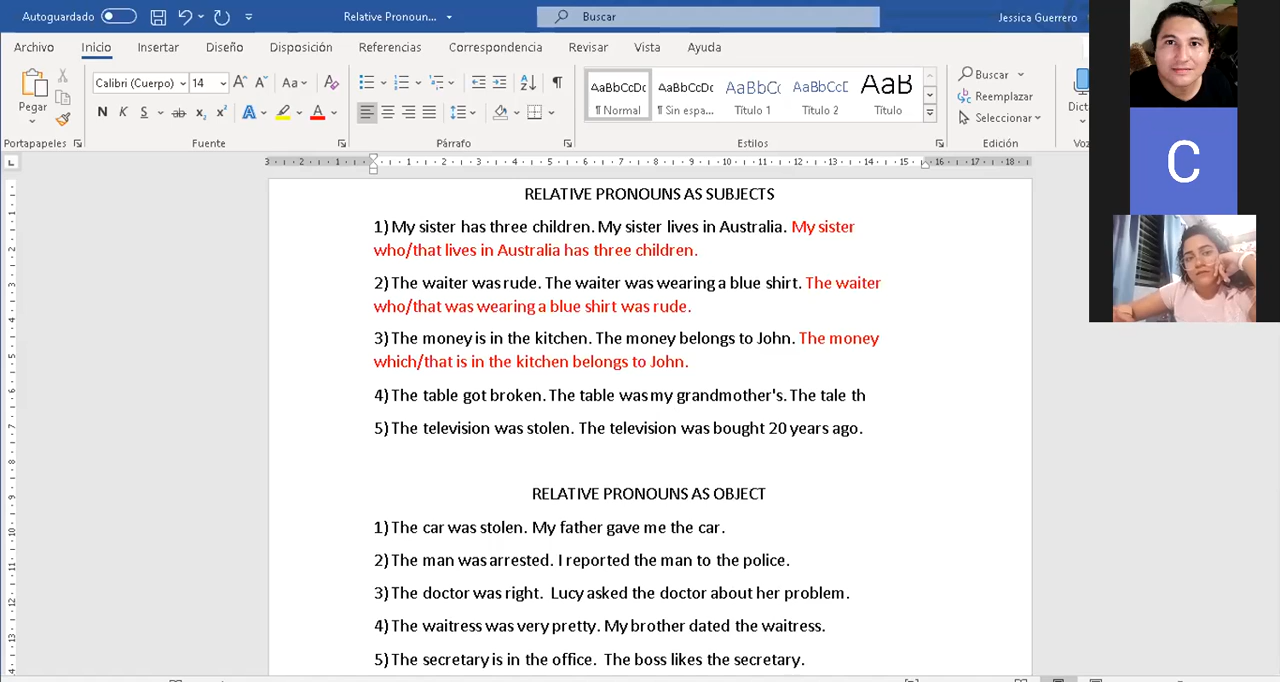 Autoguardado
Relative Pronoun...
Buscar
Jessica Guerrero
Archivo Inicio Insertar Diseño Disposición Referencias Correspondencia Revisar Vista Ayuda
Pegar
Calibri (Cuerpo) 14
Aa
N K S ab x₂ x² A A
AaBbCcDc AaBbCcDc AaBbCc AaBbCcD AaB
¶ Normal ¶ Sin espa... Título 1 Título 2 Título
Buscar
Reemplazar
Seleccionar
Dict
Portapapeles Fuente Párrafo Estilos Edición Voz
C
RELATIVE PRONOUNS AS SUBJECTS
1) My sister has three children. My sister lives in Australia. My sister
who/that lives in Australia has three children.
2) The waiter was rude. The waiter was wearing a blue shirt. The waiter
who/that was wearing a blue shirt was rude.
3) The money is in the kitchen. The money belongs to John. The money
which/that is in the kitchen belongs to John.
4) The table got broken. The table was my grandmother's. The tale th
5) The television was stolen. The television was bought 20 years ago.
RELATIVE PRONOUNS AS OBJECT
1) The car was stolen. My father gave me the car.
2) The man was arrested. I reported the man to the police.
3) The doctor was right. Lucy asked the doctor about her problem.
4) The waitress was very pretty. My brother dated the waitress.
5) The secretary is in the office. The boss likes the secretary.